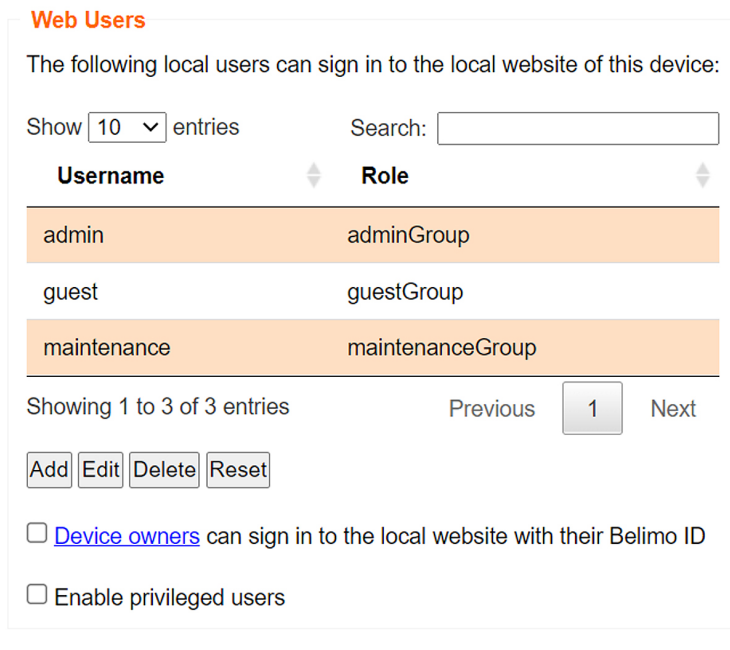 Web Users
The following local users can sign in to the local website of this device:
Show 10 entries Search:
Username Role
admin adminGroup
guest guestGroup
maintenance maintenanceGroup
Showing 1 to 3 of 3 entries Previous 1 Next
Add Edit Delete Reset
Device owners can sign in to the local website with their Belimo ID
Enable privileged users